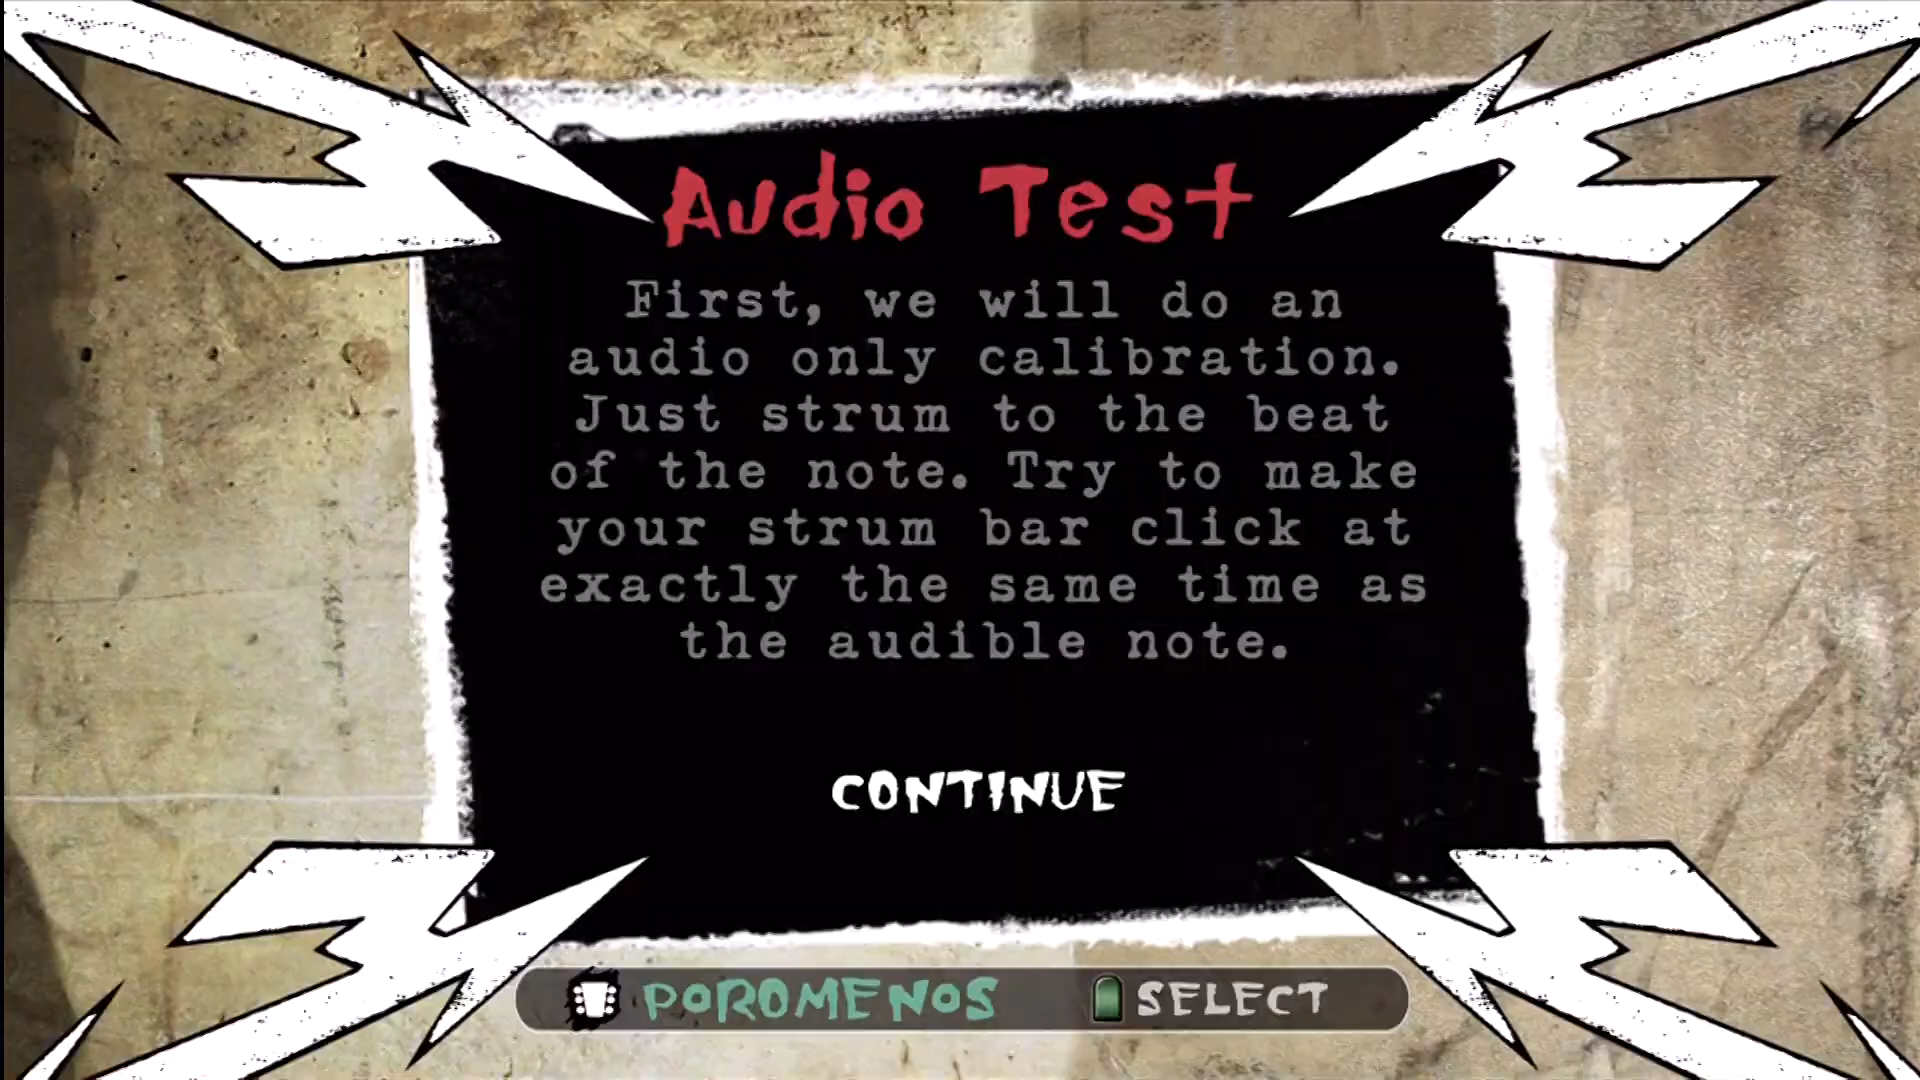 Audio Test
First, we will do an
audio only calibration.
Just strum to the beat
of the note. Try to make
your strum bar click at
exactly the same time as
the audible note.
CONTINUE
POROMENOS SELECT